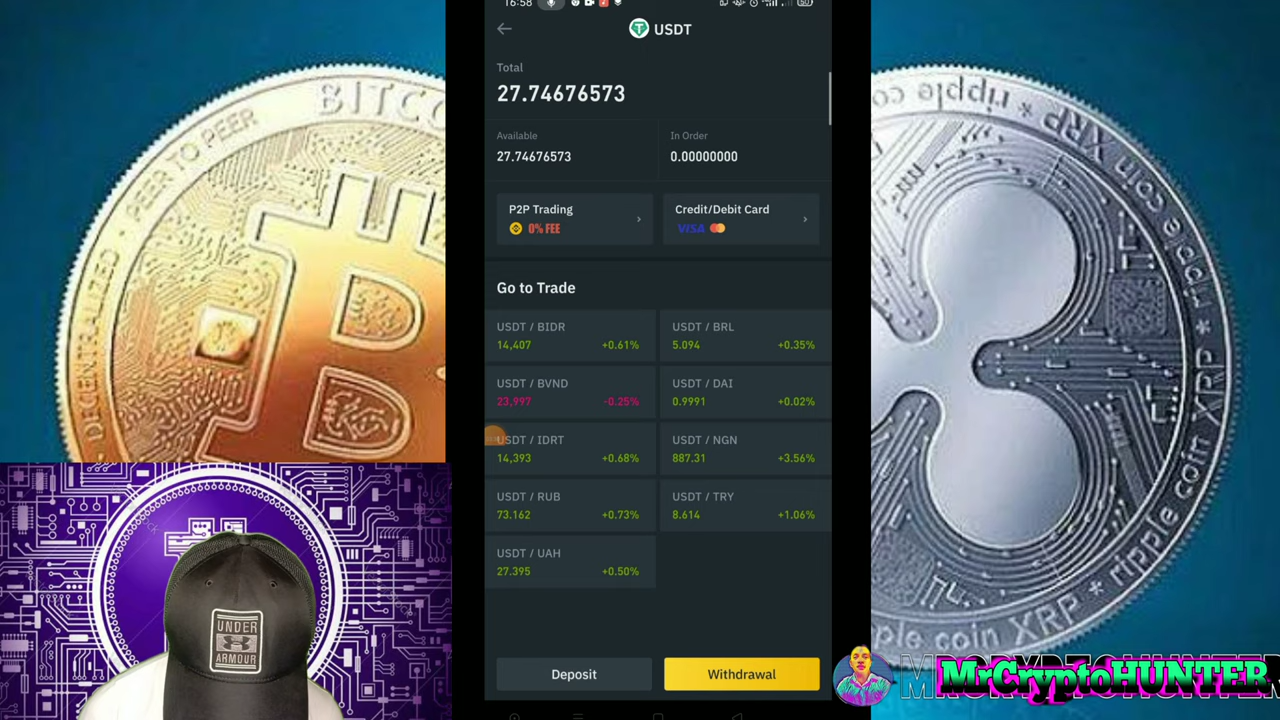 16:58
USDT
Total
27.74676573
Available
27.74676573
In Order
0.00000000
P2P Trading
0% FEE
Credit/Debit Card
VISA
Go to Trade
USDT / BIDR
14,407 +0.61%
USDT / BRL
5.094 +0.35%
USDT / BVND
23,997 -0.25%
USDT / DAI
0.9991 +0.02%
USDT / IDRT
14,393 +0.68%
USDT / NGN
887.31 +3.56%
USDT / RUB
73.162 +0.73%
USDT / TRY
8.614 +1.06%
USDT / UAH
27.395 +0.50%
Deposit
Withdrawal
BITCO
PEER TO PEER
DECENTRALIZED
ripple coin XRP
ripple coin XRP
UNDER
ARMOUR
MrCryptoHUNTER